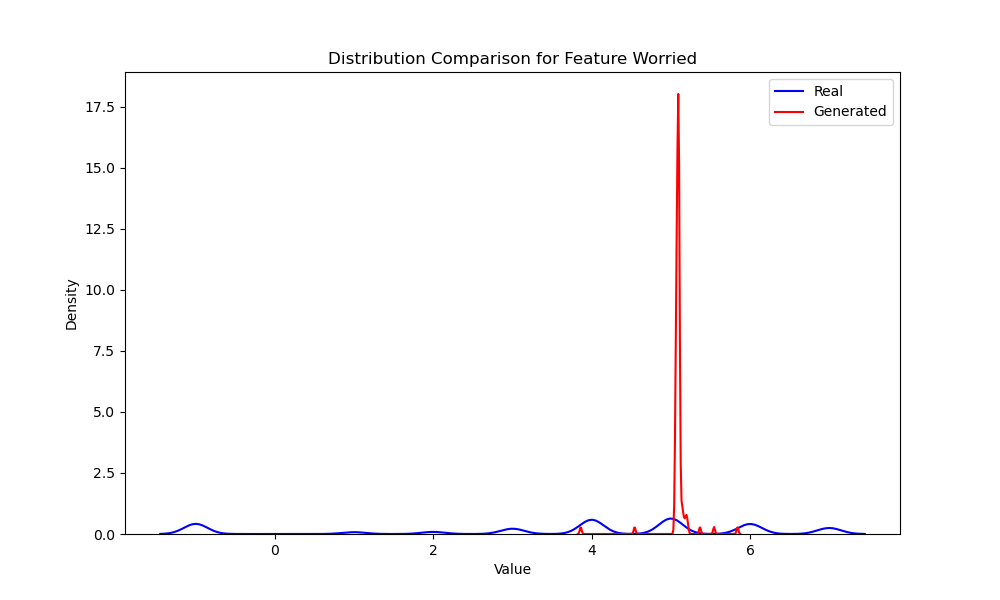 Distribution Comparison for Feature Worried
Real
Generated
17.5
15.0
12.5
10.0
7.5
5.0
2.5
0.0
Density
0 2 4 6
Value